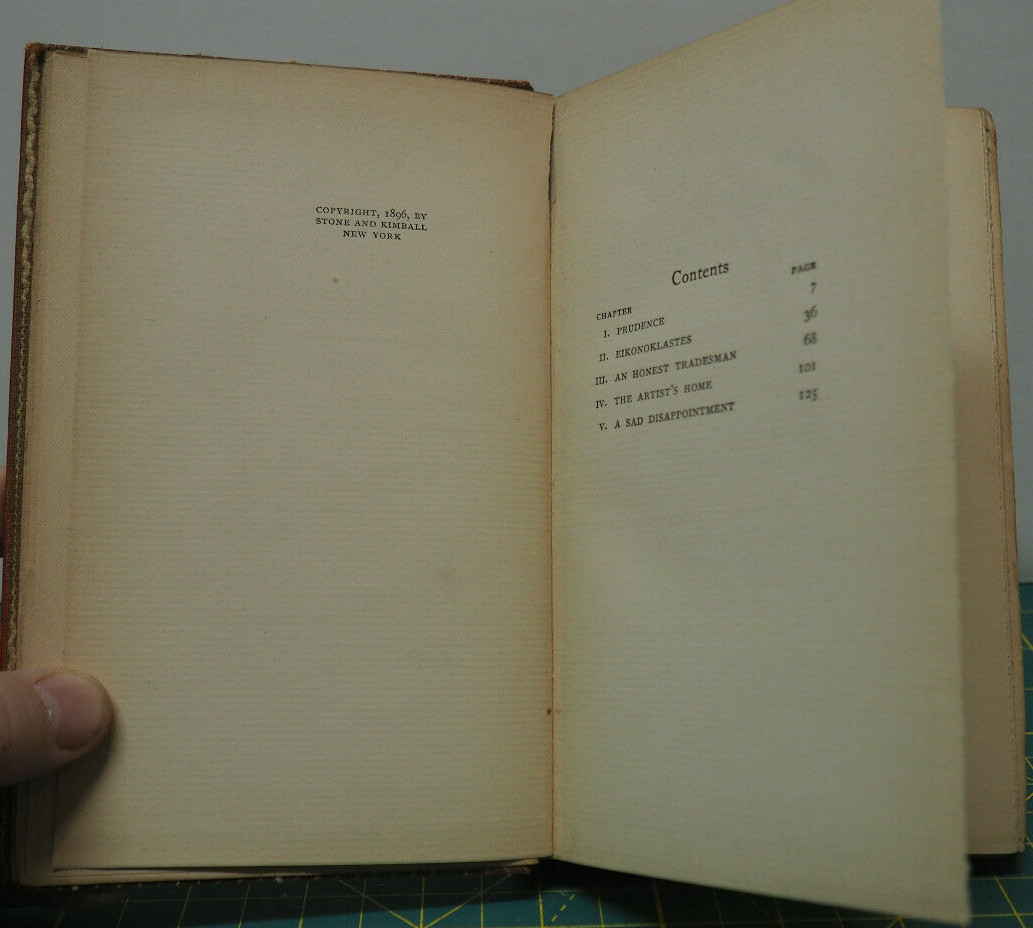 COPYRIGHT, 1896, BY
STONE AND KIMBALL
NEW YORK
Contents
CHAPTER PAGE
I. PRUDENCE 7
II. EIKONOKLASTES 36
III. AN HONEST TRADESMAN 68
IV. THE ARTIST'S HOME 101
V. A SAD DISAPPOINTMENT 125